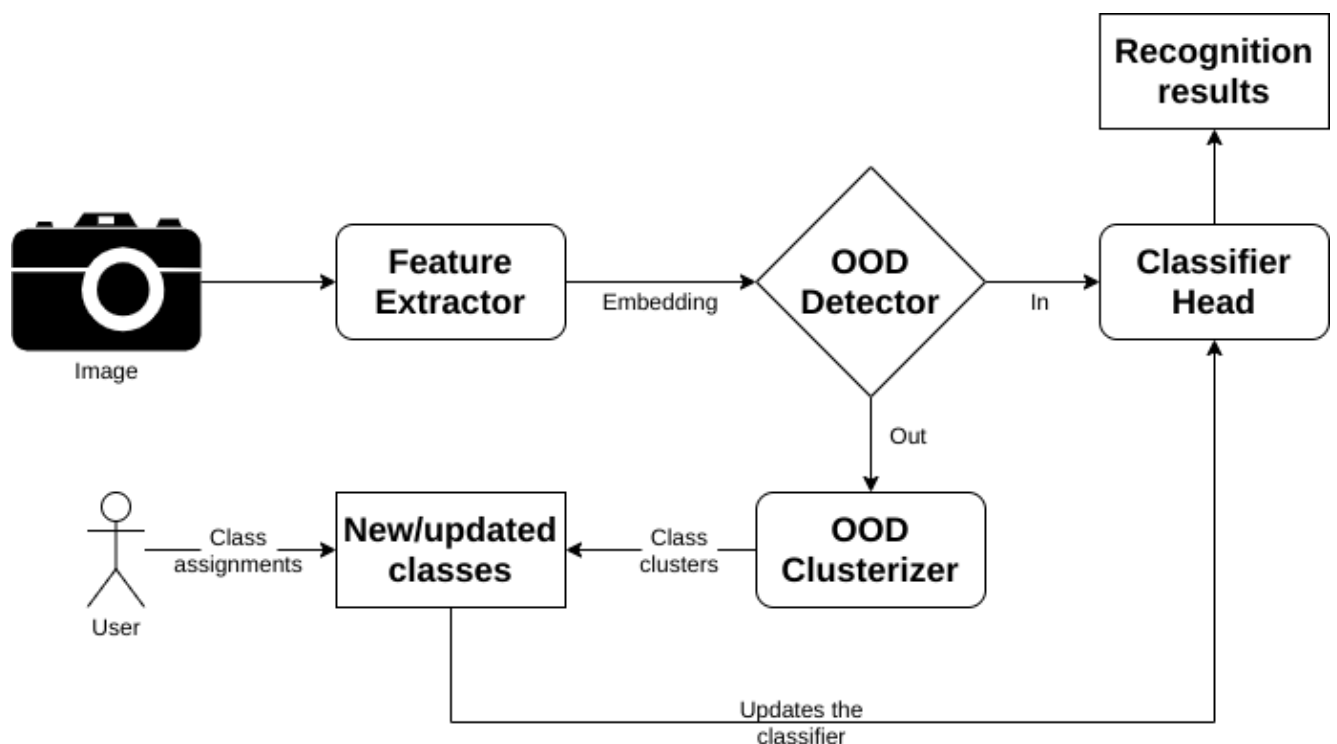 Recognition
results
Feature
Extractor
Embedding
OOD
Detector
In
Classifier
Head
Image
Out
User
Class
assignments
New/updated
classes
Class
clusters
OOD
Clusterizer
Updates the
classifier